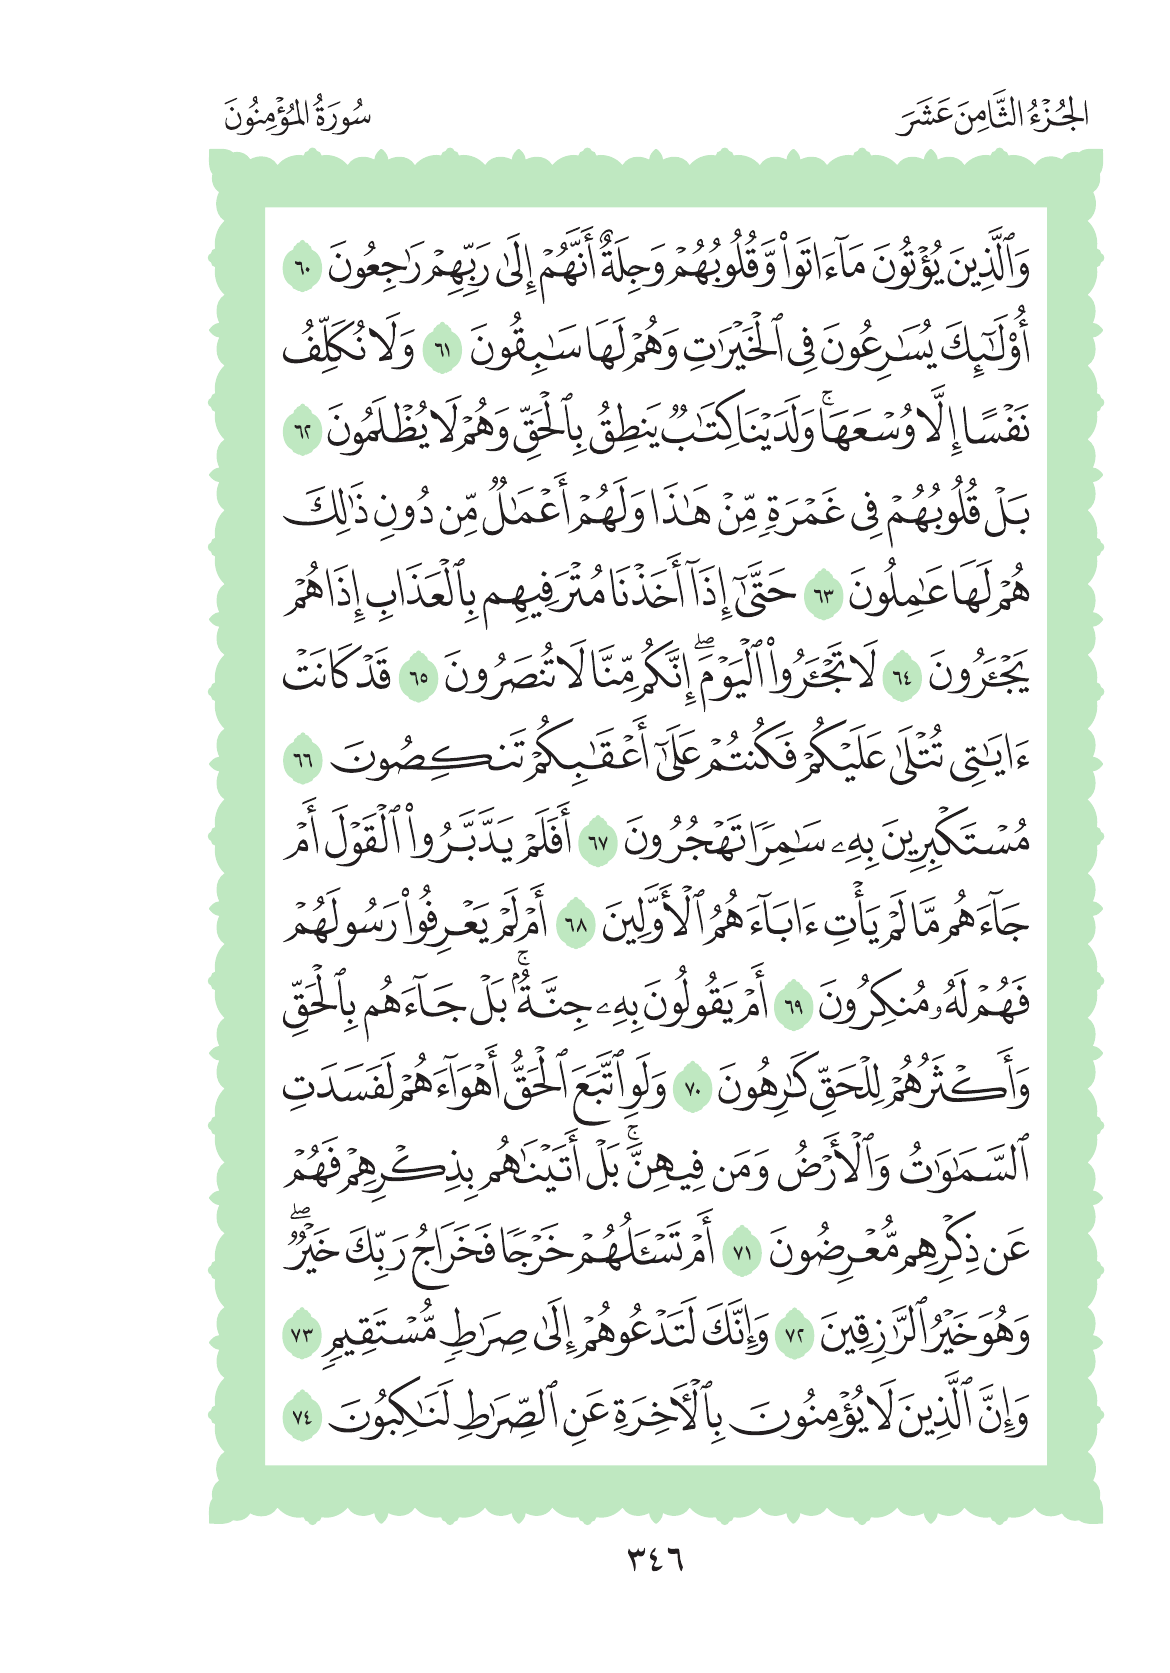 الجُزْءُ الثَّامِنَ عَشَرَ
سُورَةُ المُؤْمِنُونَ
وَٱلَّذِينَ يُؤْتُونَ مَآ ءَاتَوا۟ وَّقُلُوبُهُمْ وَجِلَةٌ أَنَّهُمْ إِلَىٰ رَبِّهِمْ رَٰجِعُونَ ٦٠
أُو۟لَـٰٓئِكَ يُسَـٰرِعُونَ فِى ٱلْخَيْرَٰتِ وَهُمْ لَهَا سَـٰبِقُونَ ٦١ وَلَا نُكَلِّفُ
نَفْسًا إِلَّا وُسْعَهَا ۚ وَلَدَيْنَا كِتَـٰبٌ يَنطِقُ بِٱلْحَقِّ وَهُمْ لَا يُظْلَمُونَ ٦٢
بَلْ قُلُوبُهُمْ فِى غَمْرَةٍ مِّنْ هَـٰذَا وَلَهُمْ أَعْمَـٰلٌ مِّن دُونِ ذَٰلِكَ
هُمْ لَهَا عَـٰمِلُونَ ٦٣ حَتَّىٰٓ إِذَآ أَخَذْنَا مُتْرَفِيهِم بِٱلْعَذَابِ إِذَا هُمْ
يَجْـَٔرُونَ ٦٤ لَا تَجْـَٔرُوا۟ ٱلْيَوْمَ ۖ إِنَّكُم مِّنَّا لَا تُنصَرُونَ ٦٥ قَدْ كَانَتْ
ءَايَـٰتِى تُتْلَىٰ عَلَيْكُمْ فَكُنتُمْ عَلَىٰٓ أَعْقَـٰبِكُمْ تَنكِصُونَ ٦٦
مُسْتَكْبِرِينَ بِهِۦ سَـٰمِرًا تَهْجُرُونَ ٦٧ أَفَلَمْ يَدَّبَّرُوا۟ ٱلْقَوْلَ أَمْ
جَآءَهُم مَّا لَمْ يَأْتِ ءَابَآءَهُمُ ٱلْأَوَّلِينَ ٦٨ أَمْ لَمْ يَعْرِفُوا۟ رَسُولَهُمْ
فَهُمْ لَهُۥ مُنكِرُونَ ٦٩ أَمْ يَقُولُونَ بِهِۦ جِنَّةٌۢ ۚ بَلْ جَآءَهُم بِٱلْحَقِّ
وَأَكْثَرُهُمْ لِلْحَقِّ كَـٰرِهُونَ ٧٠ وَلَوِ ٱتَّبَعَ ٱلْحَقُّ أَهْوَآءَهُمْ لَفَسَدَتِ
ٱلسَّمَـٰوَٰتُ وَٱلْأَرْضُ وَمَن فِيهِنَّ ۚ بَلْ أَتَيْنَـٰهُم بِذِكْرِهِمْ فَهُمْ
عَن ذِكْرِهِم مُّعْرِضُونَ ٧١ أَمْ تَسْـَٔلُهُمْ خَرْجًا فَخَرَاجُ رَبِّكَ خَيْرٌ ۖ
وَهُوَ خَيْرُ ٱلرَّٰزِقِينَ ٧٢ وَإِنَّكَ لَتَدْعُوهُمْ إِلَىٰ صِرَٰطٍ مُّسْتَقِيمٍ ٧٣
وَإِنَّ ٱلَّذِينَ لَا يُؤْمِنُونَ بِٱلْـَٔاخِرَةِ عَنِ ٱلصِّرَٰطِ لَنَـٰكِبُونَ ٧٤
٣٤٦